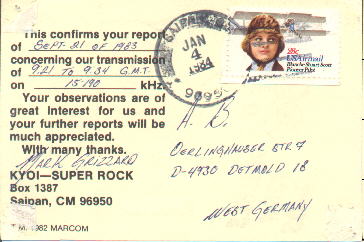 This confirms your report
of SEPT. 21 OF 1983
concerning our transmission
of 9.21 TO 9.34 G.M.T.
on 15190 kHz.
Your observations are of
great Interest for us and
your further reports will be
much appreciated.
With many thanks.
MARK GRIZZARD
KYOI—SUPER ROCK
Box 1387
Saipan, CM 96950
T.M. 1982 MARCOM
JAN
4
1984
28c
USAirmail
Blanche Stuart Scott
Pioneer Pilot
A. B.
OERLINGHAUSER STR 7
D-4930 DETMOLD 18
WEST GERMANY